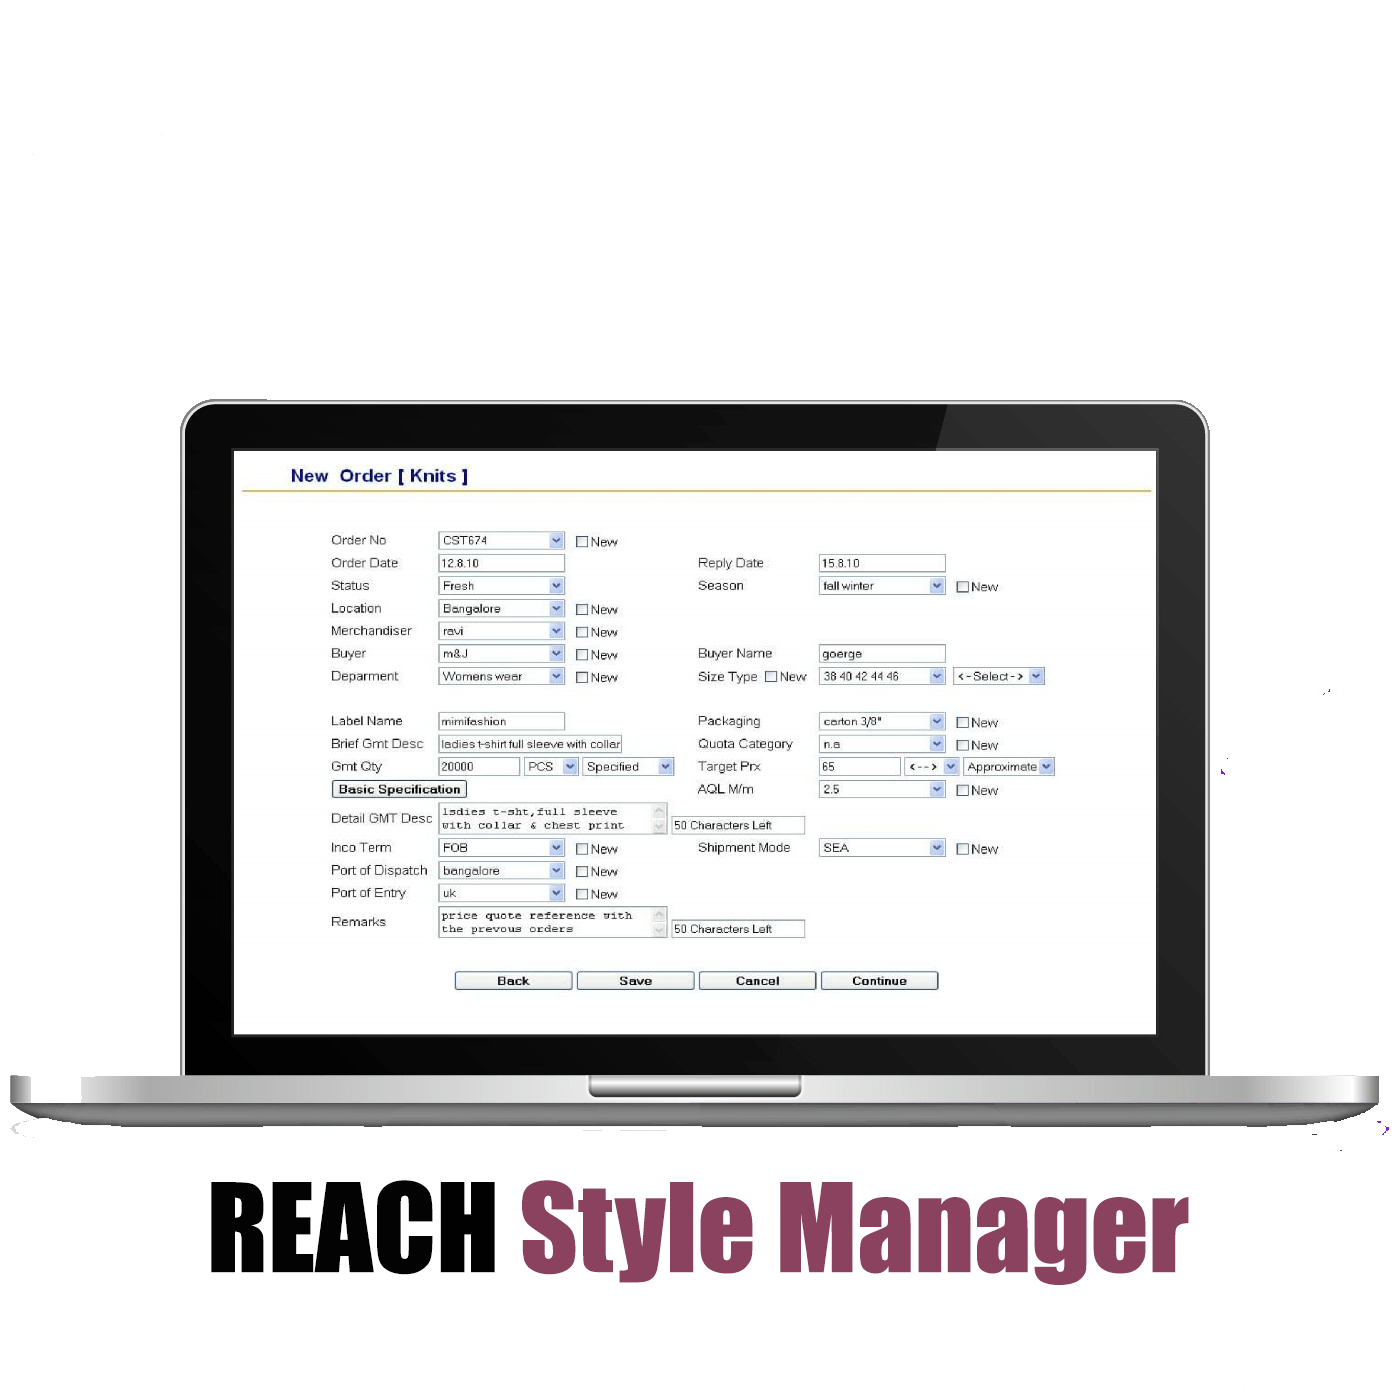 New Order [ Knits ]
Order No CST674 New
Order Date 12.8.10 Reply Date 15.8.10
Status Fresh Season fall winter New
Location Bangalore New
Merchandiser ravi New
Buyer m&J New Buyer Name goerge
Deparment Womens wear New Size Type New 38 40 42 44 46 <-Select->
Label Name mimifashion Packaging carton 3/8" New
Brief Gmt Desc ladies t-shirt full sleeve with collar Quota Category n.a New
Gmt Qty 20000 PCS Specified Target Prx 65 <--> Approximate
Basic Specification AQL M/m 2.5 New
Detail GMT Desc lsdies t-sht,full sleeve
with collar & chest print 50 Characters Left
Inco Term FOB New Shipment Mode SEA New
Port of Dispatch bangalore New
Port of Entry uk New
Remarks price quote reference with
the prevous orders 50 Characters Left
Back Save Cancel Continue
REACH Style Manager